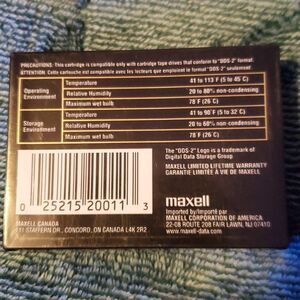 PRECAUTIONS: This cartridge is compatible only with cartridge tape drives that conform to "DDS-2" format.
ATTENTION: Cette cartouche est compatible avec les lecteurs que emploient le format "DDS-2" seulement
Operating Environment
Temperature 41 to 113 F (5 to 45 C)
Relative Humidity 20 to 80% non-condensing
Maximum wet bulb 78 F (26 C)
Storage Environment
Temperature 41 to 90 F (5 to 32 C)
Relative Humidity 20 to 60% non-condensing
Maximum wet bulb 78 F (26 C)
The "DDS-2" Logo is a Trademark of
Digital Data Storage Group
MAXELL LIMITED LIFETIME WARRANTY
GARANTIE LIMITÉE À VIE DE MAXELL
0 25215 20011 3
MAXELL CANADA
STAFFERN DR., CONCORD, ON CANADA L4K 2R2
maxell
Imported by/Importé par
MAXELL CORPORATION OF AMERICA
22-08 ROUTE 208 FAIR LAWN, NJ 07410
www.maxell-data.com